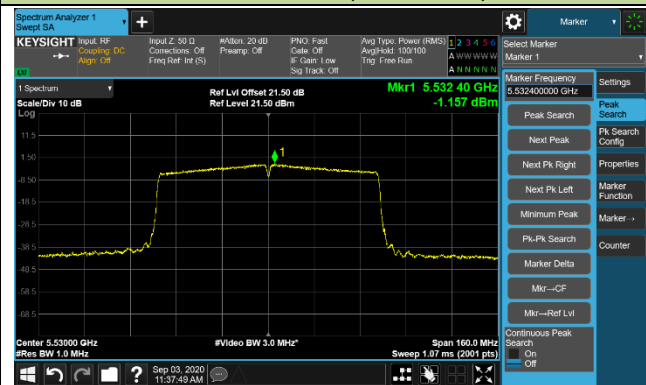 Spectrum Analyzer 1
Swept SA
Marker
KEYSIGHT
Input: RF
Coupling: DC
Align: Off
Input Z: 50 Ω
Corrections: Off
Freq Ref: Int (S)
#Atten: 20 dB
Preamp: Off
PNO: Fast
Gate: Off
IF Gain: Low
Sig Track: Off
Avg Type: Power (RMS)
Avg|Hold: 100/100
Trig: Free Run
1 2 3 4 5 6
A W W W W W
A N N N N N
LXI
Select Marker
Marker 1
1 Spectrum
Scale/Div 10 dB
Log
Ref Lvl Offset 21.50 dB
Ref Level 21.50 dBm
Mkr1 5.532 40 GHz
-1.157 dBm
11.5
1.50
-8.50
-18.5
-28.5
-38.5
-48.5
-58.5
-68.5
1
Center 5.53000 GHz
#Res BW 1.0 MHz
#Video BW 3.0 MHz*
Span 160.0 MHz
Sweep 1.07 ms (2001 pts)
Marker Frequency
5.532400000 GHz
Peak Search
Next Peak
Next Pk Right
Next Pk Left
Minimum Peak
Pk-Pk Search
Marker Delta
Mkr→CF
Mkr→Ref Lvl
Continuous Peak
Search
On
Off
Settings
Peak
Search
Pk Search
Config
Properties
Marker
Function
Marker→
Counter
?
Sep 03, 2020
11:37:49 AM